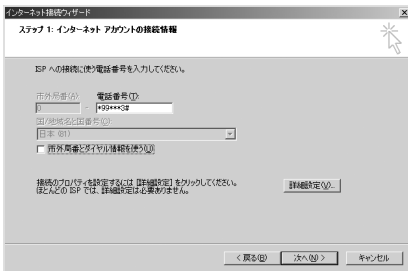 インターネット接続ウィザード
ステップ 1: インターネット アカウントの接続情報
ISP への接続に使う電話番号を入力してください。
市外局番(A): 電話番号(T):
0 - *99***3#
国/地域名と国番号(O):
日本 (81)
市外局番とダイヤル情報を使う(U)
接続のプロパティを設定するには [詳細設定] をクリックしてください。
ほとんどの ISP では、詳細設定は必要ありません。
詳細設定(V)...
< 戻る(B) 次へ(N) > キャンセル